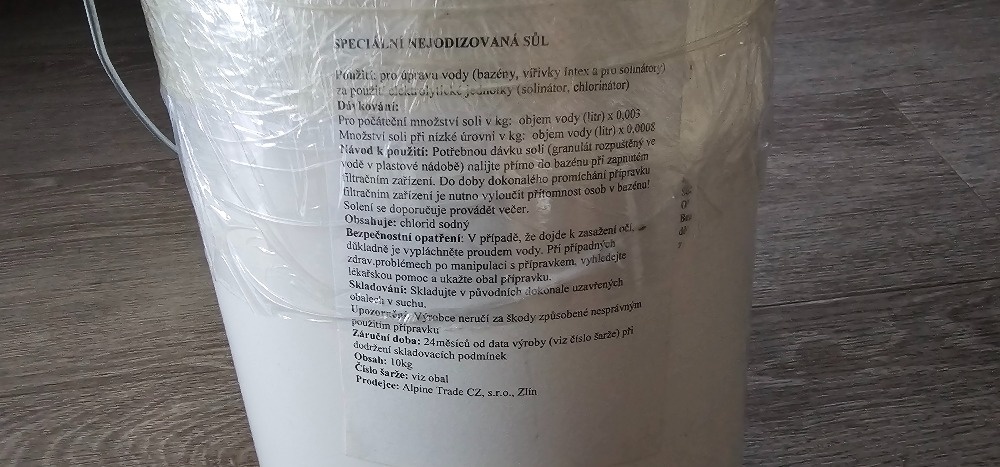 SPECIÁLNÍ NEJODIZOVANÁ SŮL
Použití: pro úpravu vody (bazény, vířivky Intex a pro solinátory)
za použití elektrolytické jednotky (solinátor, chlorinátor)
Dávkování:
Pro počáteční množství soli v kg: objem vody (litr) x 0,003
Množství soli při nízké úrovni v kg: objem vody (litr) x 0,0008
Návod k použití: Potřebnou dávku soli (granulát rozpuštěný ve
vodě v plastové nádobě) nalijte přímo do bazénu při zapnutém
filtračním zařízení. Do doby dokonalého promíchání přípravku
filtračním zařízení je nutno vyloučit přítomnost osob v bazénu!
Solení se doporučuje provádět večer.
Obsahuje: chlorid sodný
Bezpečnostní opatření: V případě, že dojde k zasažení očí,
důkladně je vypláchněte proudem vody. Při případných
zdrav.problémech po manipulaci s přípravkem, vyhledejte
lékařskou pomoc a ukažte obal přípravku.
Skladování: Skladujte v původních dokonale uzavřených
obalech v suchu.
Upozornění: Výrobce neručí za škody způsobené nesprávným
použitím přípravku
Záruční doba: 24měsíců od data výroby (viz číslo šarže) při
dodržení skladovacích podmínek
Obsah: 10kg
Číslo šarže: viz obal
Prodejce: Alpine Trade CZ, s.r.o., Zlín